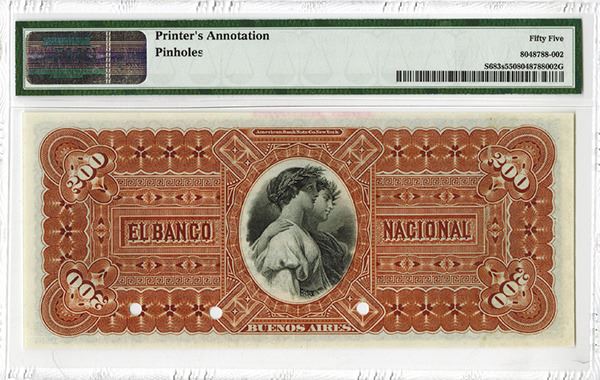 Printer's Annotation
Pinholes
Fifty Five
8048788-002
S683s5508048788002G
American Bank Note Co. New York.
200
200
EL BANCO
NACIONAL
200
200
BUENOS AIRES.